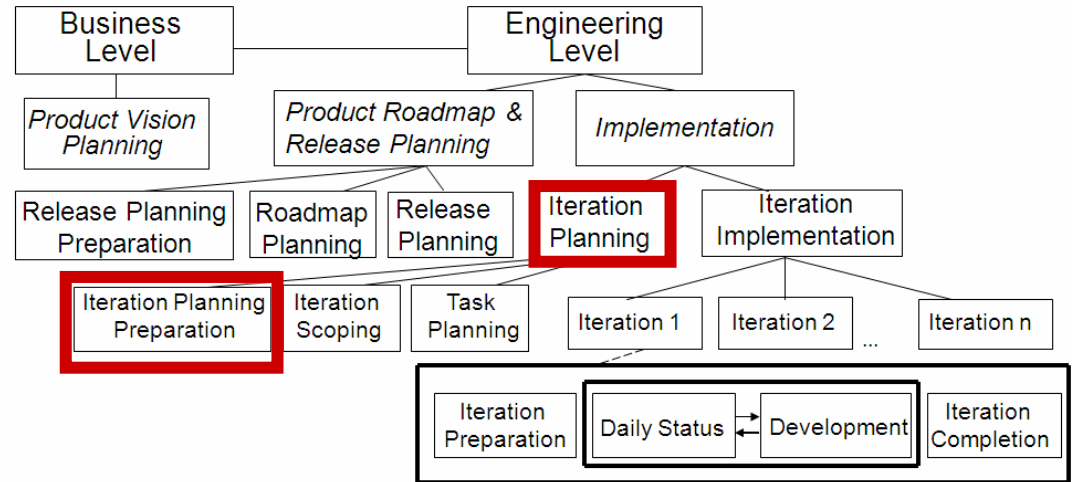 Business
Level
Engineering
Level
Product Vision
Planning
Product Roadmap &
Release Planning
Implementation
Release Planning
Preparation
Roadmap
Planning
Release
Planning
Iteration
Planning
Iteration
Implementation
Iteration Planning
Preparation
Iteration
Scoping
Task
Planning
Iteration 1
Iteration 2
...
Iteration n
Iteration
Preparation
Daily Status
Development
Iteration
Completion